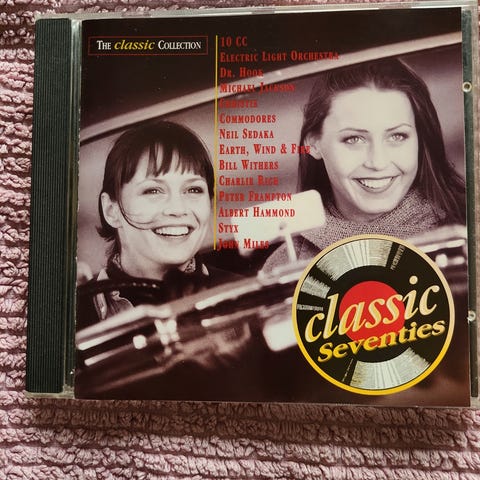 The classic Collection
10 CC
Electric Light Orchestra
Dr. Hook
Michael Jackson
Christie
Commodores
Neil Sedaka
Earth, Wind & Fire
Bill Withers
Charlie Rich
Peter Frampton
Albert Hammond
Styx
John Miles
classic
Seventies